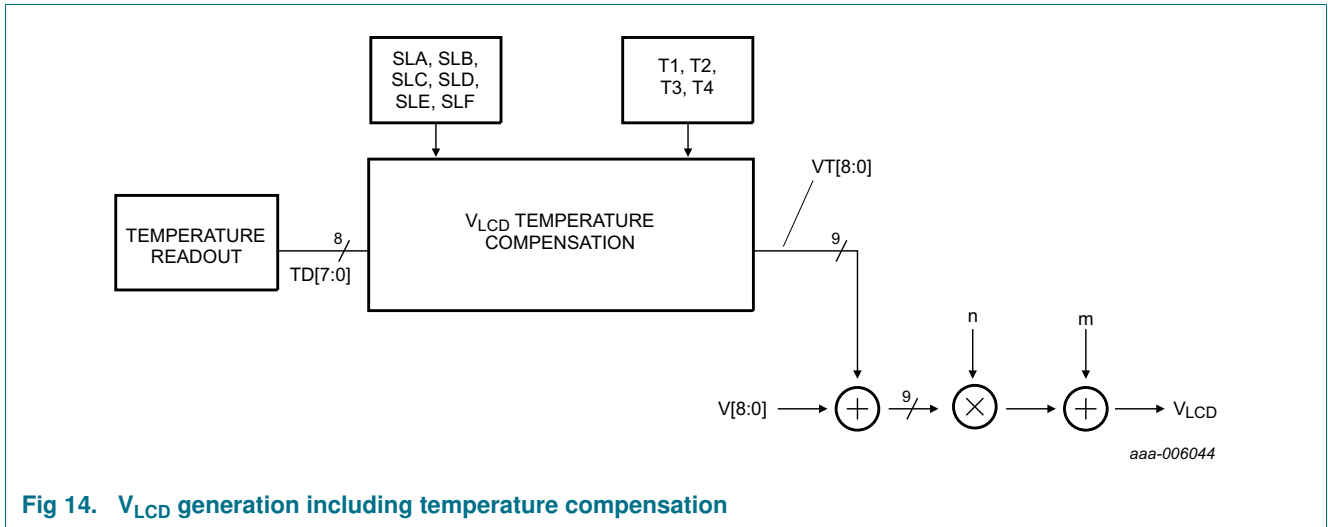 SLA, SLB,
SLC, SLD,
SLE, SLF
T1, T2,
T3, T4
VT[8:0]
TEMPERATURE
READOUT
8
TD[7:0]
VLCD TEMPERATURE
COMPENSATION
9
n
m
V[8:0]
+
9
×
+
VLCD
aaa-006044
Fig 14. VLCD generation including temperature compensation